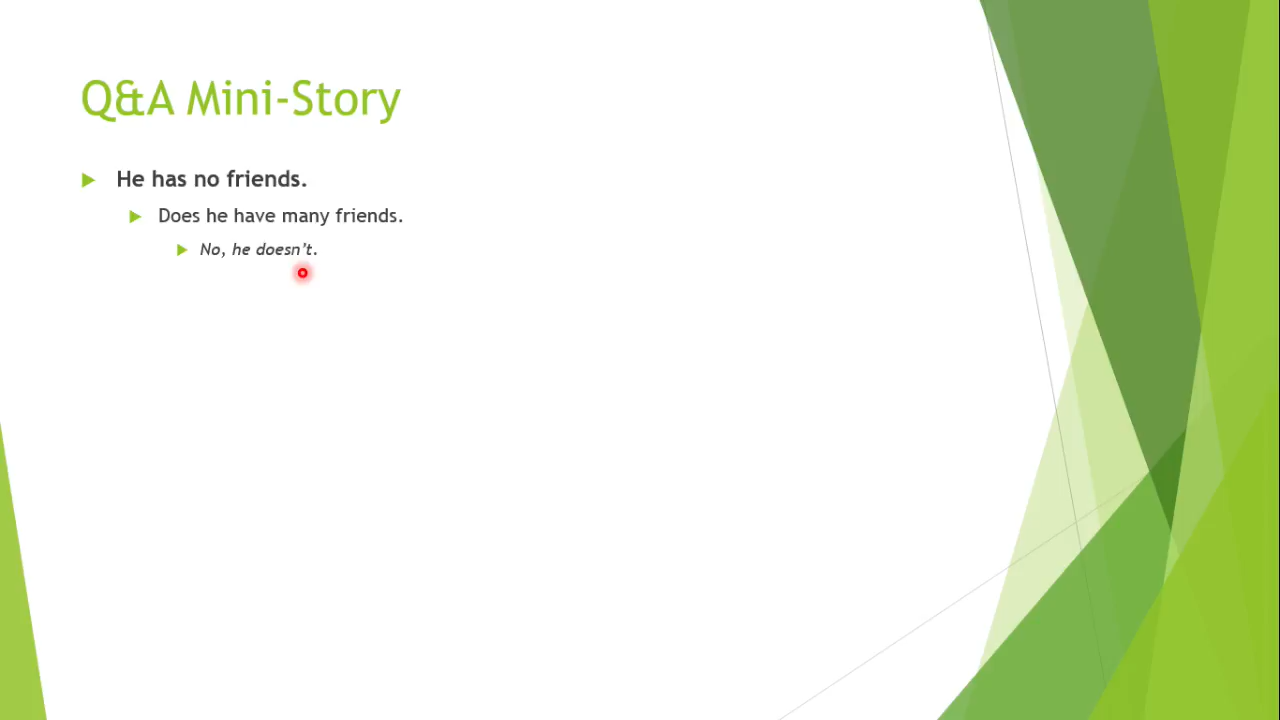 Q&A Mini-Story
He has no friends.
Does he have many friends.
No, he doesn’t.